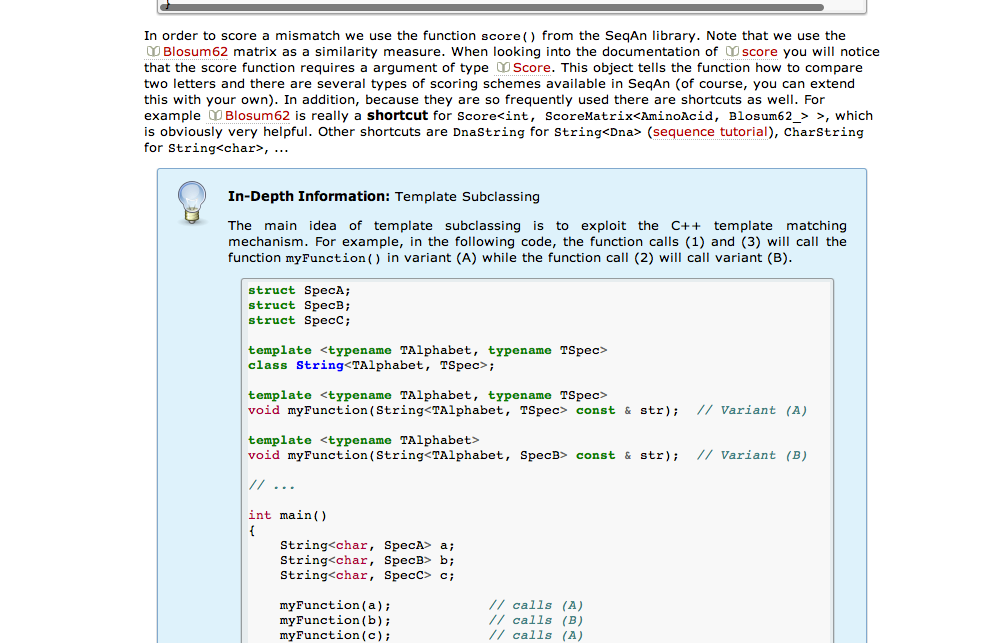 }
In order to score a mismatch we use the function score() from the SeqAn library. Note that we use the
Blosum62 matrix as a similarity measure. When looking into the documentation of score you will notice
that the score function requires a argument of type Score. This object tells the function how to compare
two letters and there are several types of scoring schemes available in SeqAn (of course, you can extend
this with your own). In addition, because they are so frequently used there are shortcuts as well. For
example Blosum62 is really a shortcut for Score<int, ScoreMatrix<AminoAcid, Blosum62_> >, which
is obviously very helpful. Other shortcuts are DnaString for String<Dna> (sequence tutorial), CharString
for String<char>, ...
In-Depth Information: Template Subclassing
The main idea of template subclassing is to exploit the C++ template matching
mechanism. For example, in the following code, the function calls (1) and (3) will call the
function myFunction() in variant (A) while the function call (2) will call variant (B).
struct SpecA;
struct SpecB;
struct SpecC;
template <typename TAlphabet, typename TSpec>
class String<TAlphabet, TSpec>;
template <typename TAlphabet, typename TSpec>
void myFunction(String<TAlphabet, TSpec> const & str);  // Variant (A)
template <typename TAlphabet>
void myFunction(String<TAlphabet, SpecB> const & str);  // Variant (B)
// ...
int main()
{
    String<char, SpecA> a;
    String<char, SpecB> b;
    String<char, SpecC> c;
    myFunction(a);            // calls (A)
    myFunction(b);            // calls (B)
    myFunction(c);            // calls (A)